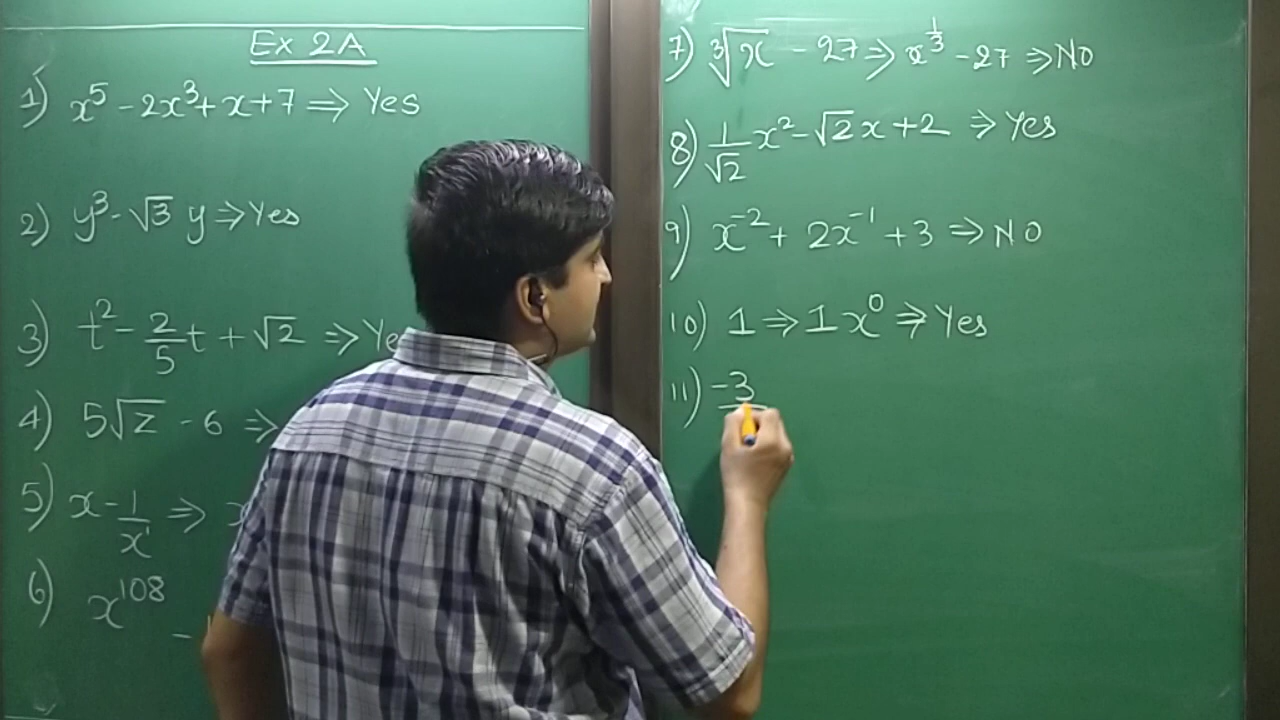 Ex 2A
1) x⁵ - 2x³ + x + 7 ⇒ Yes
2) y³ - √3 y ⇒ Yes
3) t² - 2/5 t + √2 ⇒ Ye
4) 5√z - 6 ⇒
5) x - 1/x ⇒ x
6) x¹⁰⁸ -
7) ∛x - 27 ⇒ x^(1/3) - 27 ⇒ No
8) 1/√2 x² - √2 x + 2 ⇒ Yes
9) x⁻² + 2x⁻¹ + 3 ⇒ NO
10) 1 ⇒ 1x⁰ ⇒ Yes
11) -3